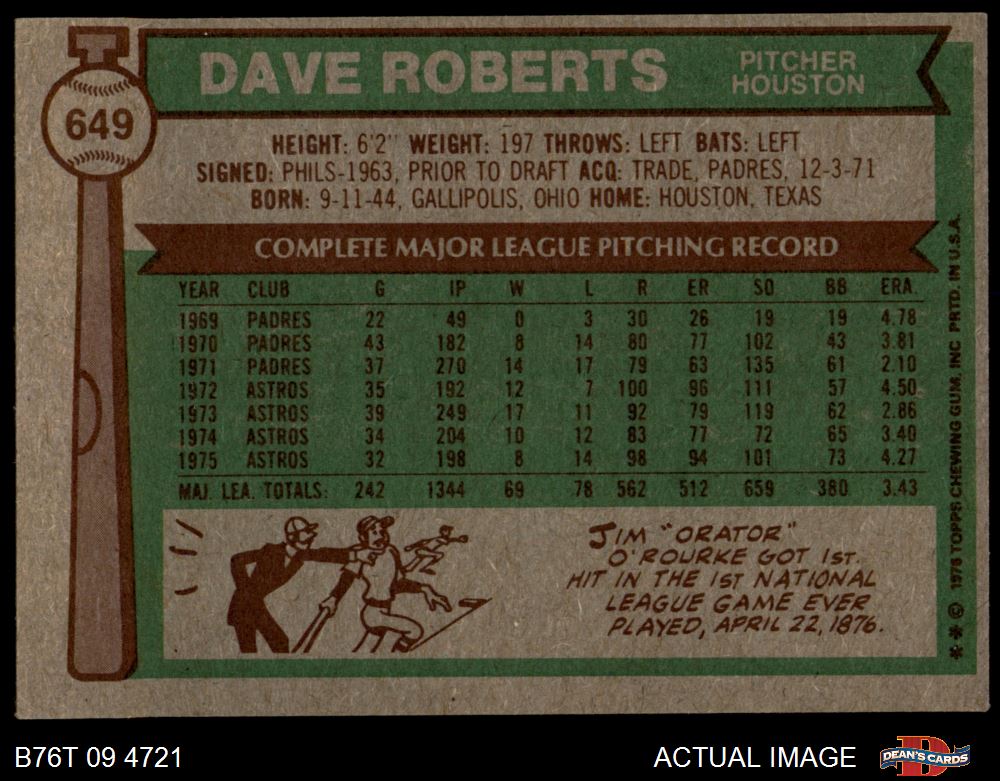 DAVE ROBERTS
PITCHER
HOUSTON
649
HEIGHT: 6'2" WEIGHT: 197 THROWS: LEFT BATS: LEFT
SIGNED: PHILS-1963, PRIOR TO DRAFT ACQ: TRADE, PADRES, 12-3-71
BORN: 9-11-44, GALLIPOLIS, OHIO HOME: HOUSTON, TEXAS
COMPLETE MAJOR LEAGUE PITCHING RECORD
YEAR CLUB G IP W L R ER SO BB ERA.
1969 PADRES 22 49 0 3 30 26 19 19 4.78
1970 PADRES 43 182 8 14 80 77 102 43 3.81
1971 PADRES 37 270 14 17 79 63 135 61 2.10
1972 ASTROS 35 192 12 7 100 96 111 57 4.50
1973 ASTROS 39 249 17 11 92 79 119 62 2.86
1974 ASTROS 34 204 10 12 83 77 72 65 3.40
1975 ASTROS 32 198 8 14 98 94 101 73 4.27
MAJ. LEA. TOTALS: 242 1344 69 78 562 512 659 380 3.43
JIM "ORATOR"
O'ROURKE GOT 1ST.
HIT IN THE 1ST NATIONAL
LEAGUE GAME EVER
PLAYED, APRIL 22, 1876.
** © 1976 TOPPS CHEWING GUM, INC PRTD. IN U.S.A.
B76T 09 4721
ACTUAL IMAGE
DEAN'S CARDS